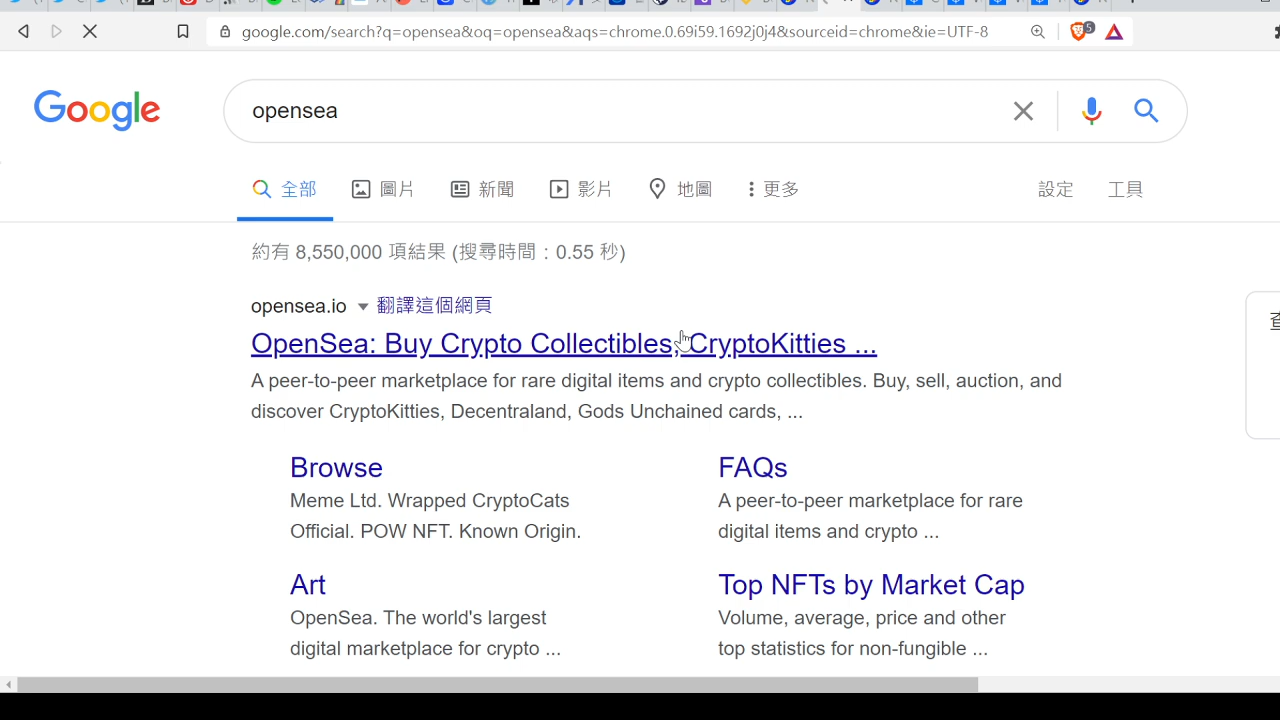 google.com/search?q=opensea&oq=opensea&aqs=chrome.0.69i59.1692j0j4&sourceid=chrome&ie=UTF-8
5
Google
opensea
全部 圖片 新聞 影片 地圖 更多 設定 工具
約有 8,550,000 項結果 (搜尋時間：0.55 秒)
opensea.io 翻譯這個網頁
OpenSea: Buy Crypto Collectibles, CryptoKitties ...
A peer-to-peer marketplace for rare digital items and crypto collectibles. Buy, sell, auction, and
discover CryptoKitties, Decentraland, Gods Unchained cards, ...
Browse
Meme Ltd. Wrapped CryptoCats
Official. POW NFT. Known Origin.
FAQs
A peer-to-peer marketplace for rare
digital items and crypto ...
Art
OpenSea. The world's largest
digital marketplace for crypto ...
Top NFTs by Market Cap
Volume, average, price and other
top statistics for non-fungible ...